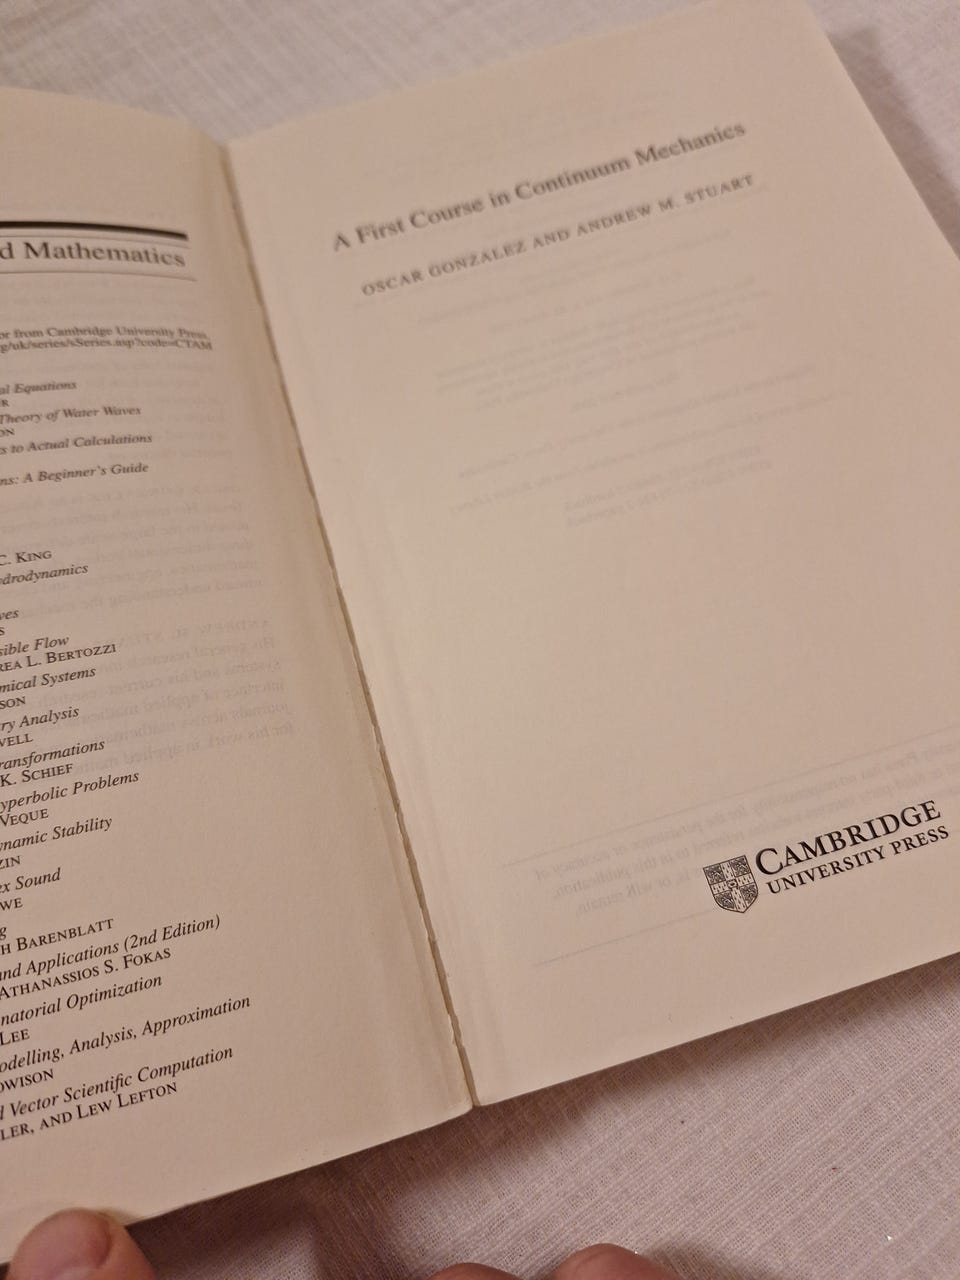 d Mathematics
or from Cambridge University Press,
g/uk/series/sSeries.asp?code=CTAM
al Equations
R
Theory of Water Waves
ON
s to Actual Calculations
ns: A Beginner's Guide
C. KING
ydrodynamics
ves
S
sible Flow
REA L. BERTOZZI
mical Systems
SON
ry Analysis
WELL
ransformations
K. SCHIEF
yperbolic Problems
VEQUE
ynamic Stability
ZIN
ex Sound
WE
g
H BARENBLATT
and Applications (2nd Edition)
ATHANASSIOS S. FOKAS
natorial Optimization
LEE
odelling, Analysis, Approximation
OWISON
d Vector Scientific Computation
LER, AND LEW LEFTON
A First Course in Continuum Mechanics
OSCAR GONZALEZ AND ANDREW M. STUART
CAMBRIDGE
UNIVERSITY PRESS